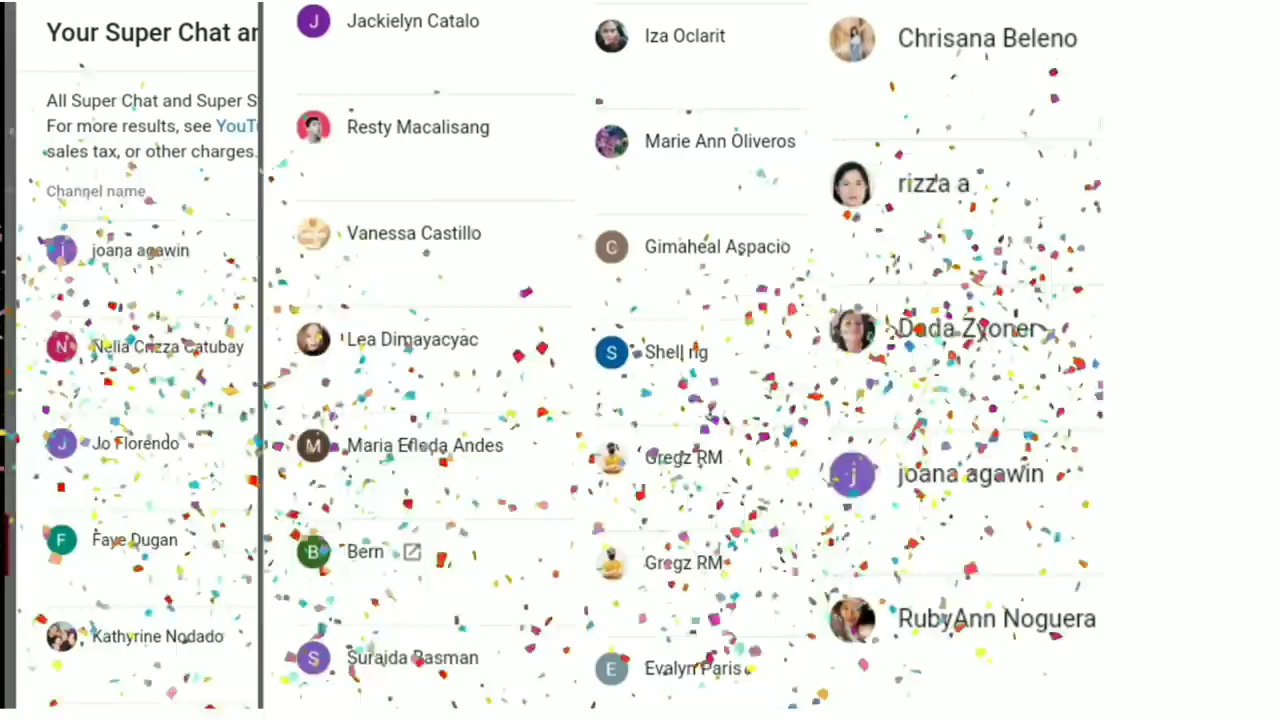 Your Super Chat ar
All Super Chat and Super S
For more results, see YouT
sales tax, or other charges.
Channel name
j joana agawin
N Nelia Crizza Catubay
J Jo Florendo
F Faye Dugan
Kathyrine Nodado
J Jackielyn Catalo
Resty Macalisang
Vanessa Castillo
Lea Dimayacyac
M Maria Efleda Andes
B Bern
S Suraida Basman
Iza Oclarit
Marie Ann Oliveros
G Gimaheal Aspacio
S Shell ng
Gregz RM
Gregz RM
E Evalyn Paris
Chrisana Beleno
rizza a
Dada Zyoner
j joana agawin
RubyAnn Noguera